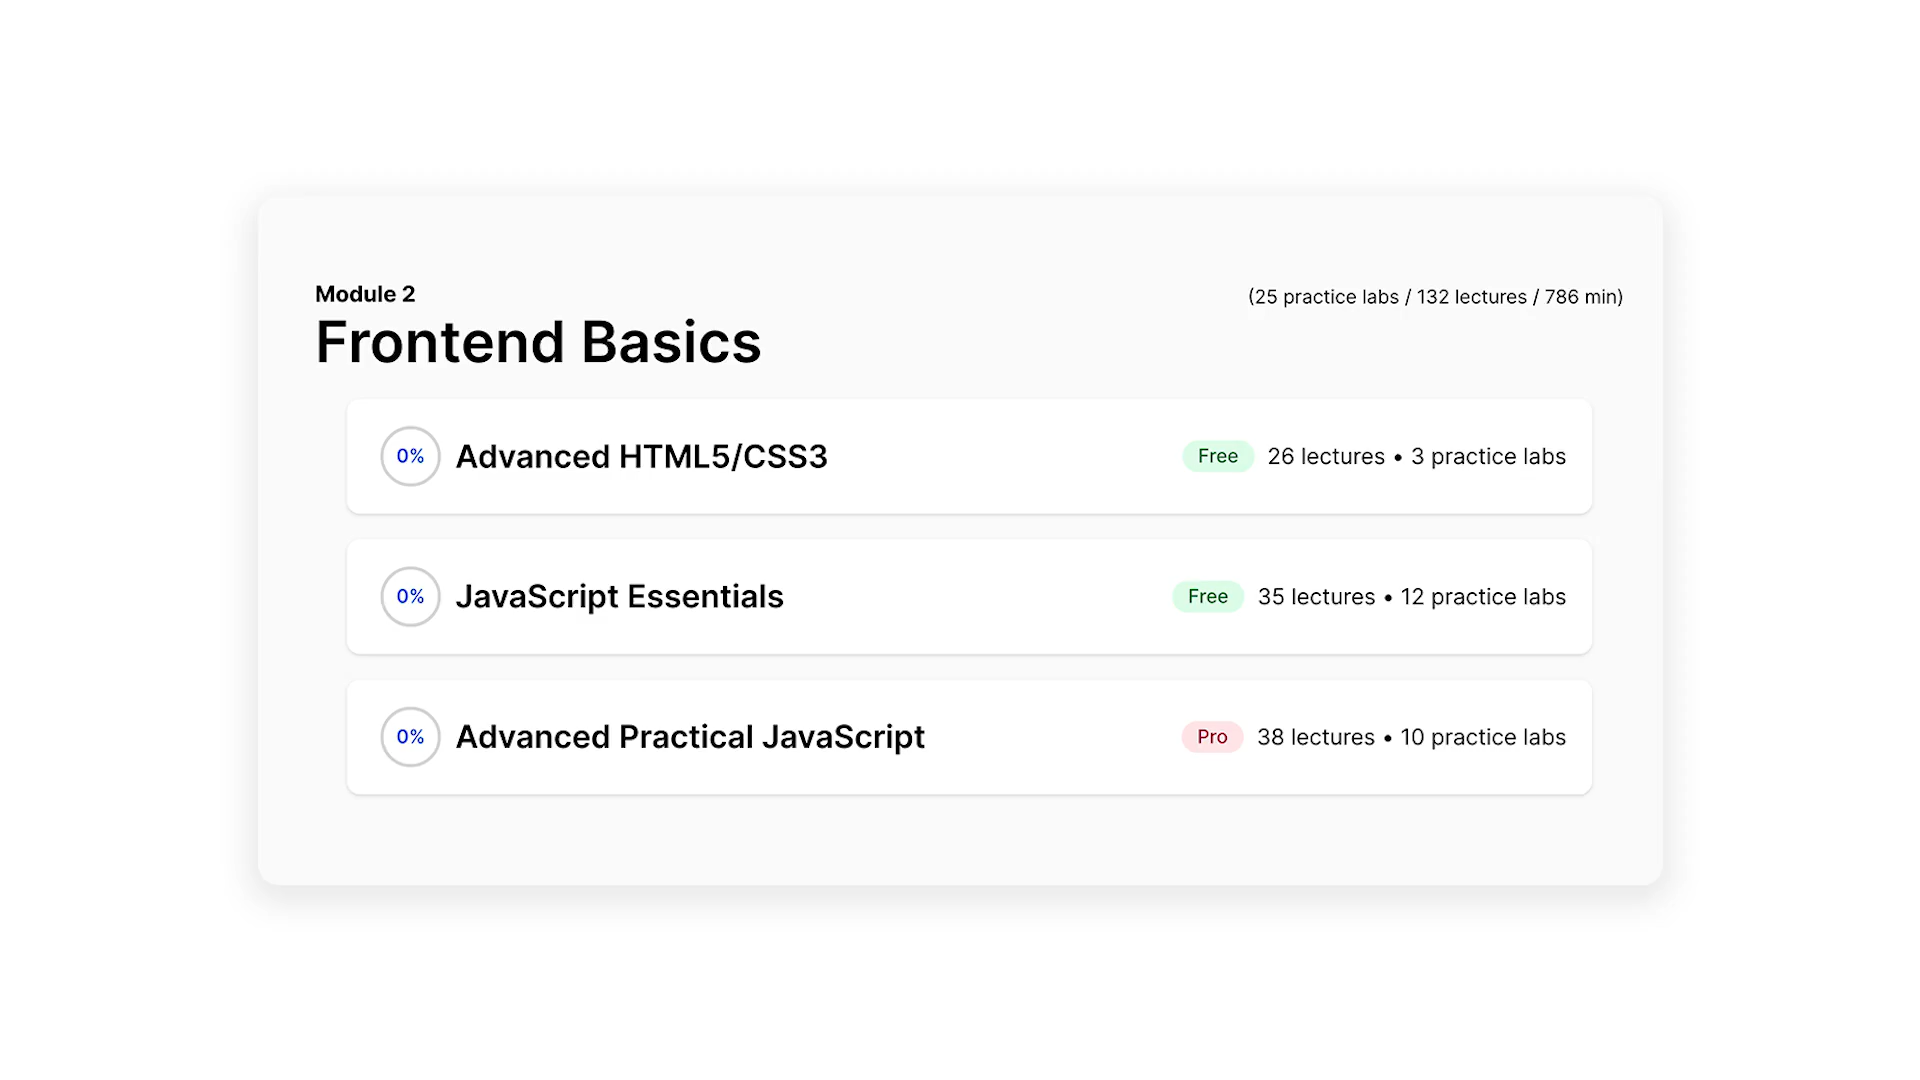 Module 2
(25 practice labs / 132 lectures / 786 min)
Frontend Basics
0% Advanced HTML5/CSS3 Free 26 lectures • 3 practice labs
0% JavaScript Essentials Free 35 lectures • 12 practice labs
0% Advanced Practical JavaScript Pro 38 lectures • 10 practice labs